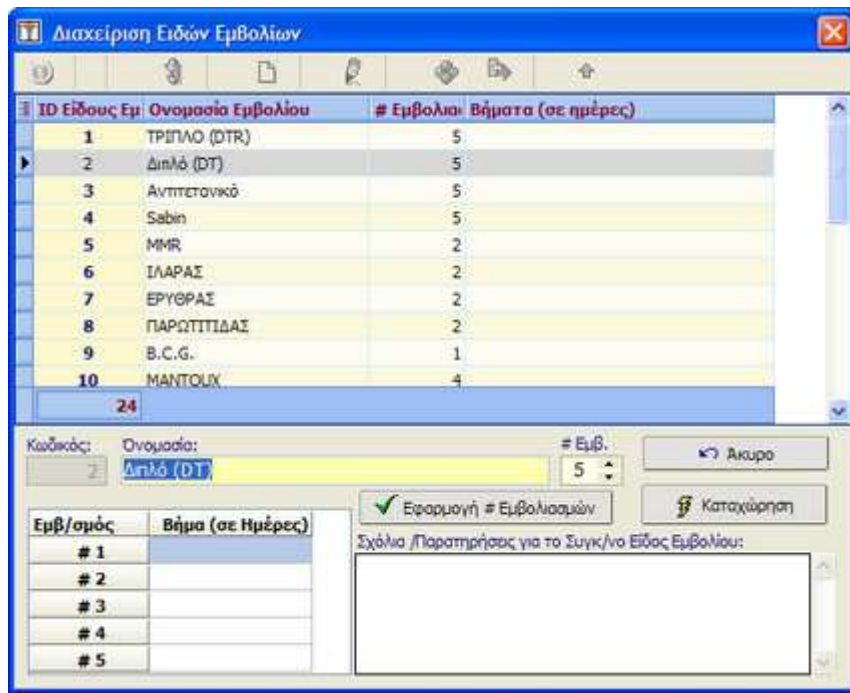 Διαχείριση Ειδών Εμβολίων
ID Είδους Εμ Ονομασία Εμβολίου # Εμβολια Βήματα (σε ημέρες)
1 ΤΡΙΠΛΟ (DTR) 5
2 Διπλό (DT) 5
3 Αντιτετανικό 5
4 Sabin 5
5 MMR 2
6 ΙΛΑΡΑΣ 2
7 ΕΡΥΘΡΑΣ 2
8 ΠΑΡΩΤΙΤΙΔΑΣ 2
9 B.C.G. 1
10 MANTOUX 4
24
Κωδικός: Ονομασία: # Εμβ.
2 Διπλό (DT) 5 Άκυρο
Εφαρμογή # Εμβολιασμών Καταχώρηση
Εμβ/σμός Βήμα (σε Ημέρες) Σχόλια /Παρατηρήσεις για το Συγκ/νο Είδος Εμβολίου:
# 1
# 2
# 3
# 4
# 5